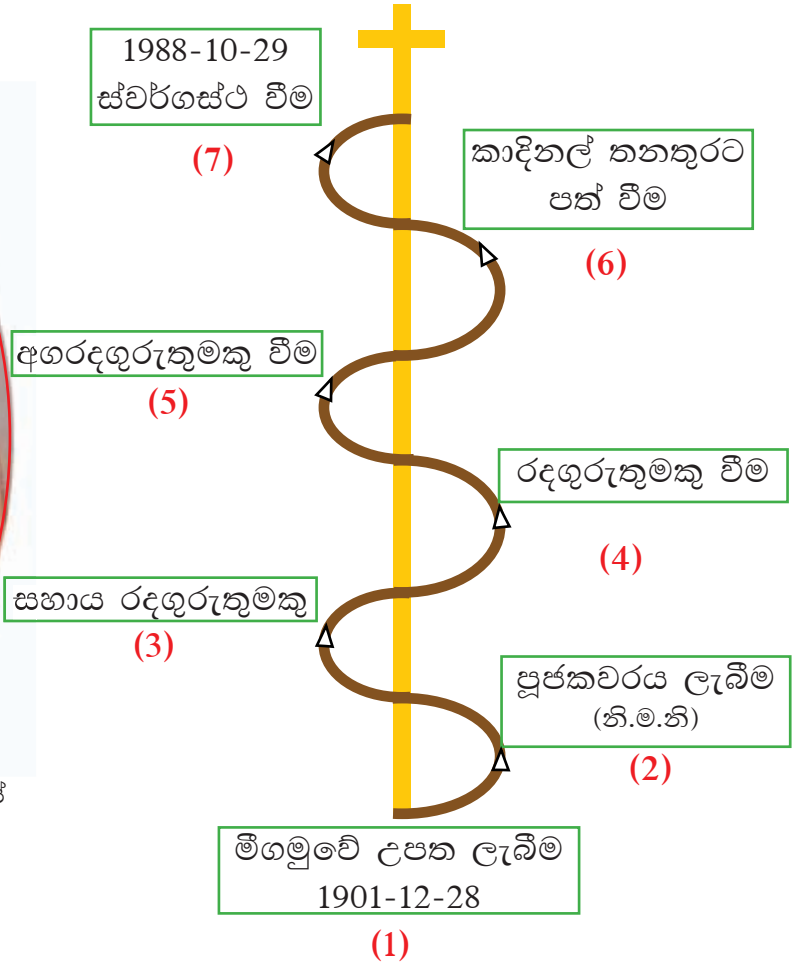 1988-10-29
ස්වර්ගස්ථ වීම
(7)
කාදිනල් තනතුරට
පත් වීම
(6)
අගරදගුරුතුමකු වීම
(5)
රදගුරුතුමකු වීම
(4)
සහාය රදගුරුතුමකු
(3)
පූජකවරය ලැබීම
(නි.ම.නි)
(2)
මීගමුවේ උපත ලැබීම
1901-12-28
(1)